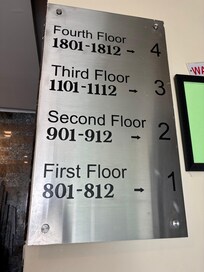 Fourth Floor
1801-1812 → 4
Third Floor
1101-1112 → 3
Second Floor
901-912 → 2
First Floor
801-812 → 1
WA